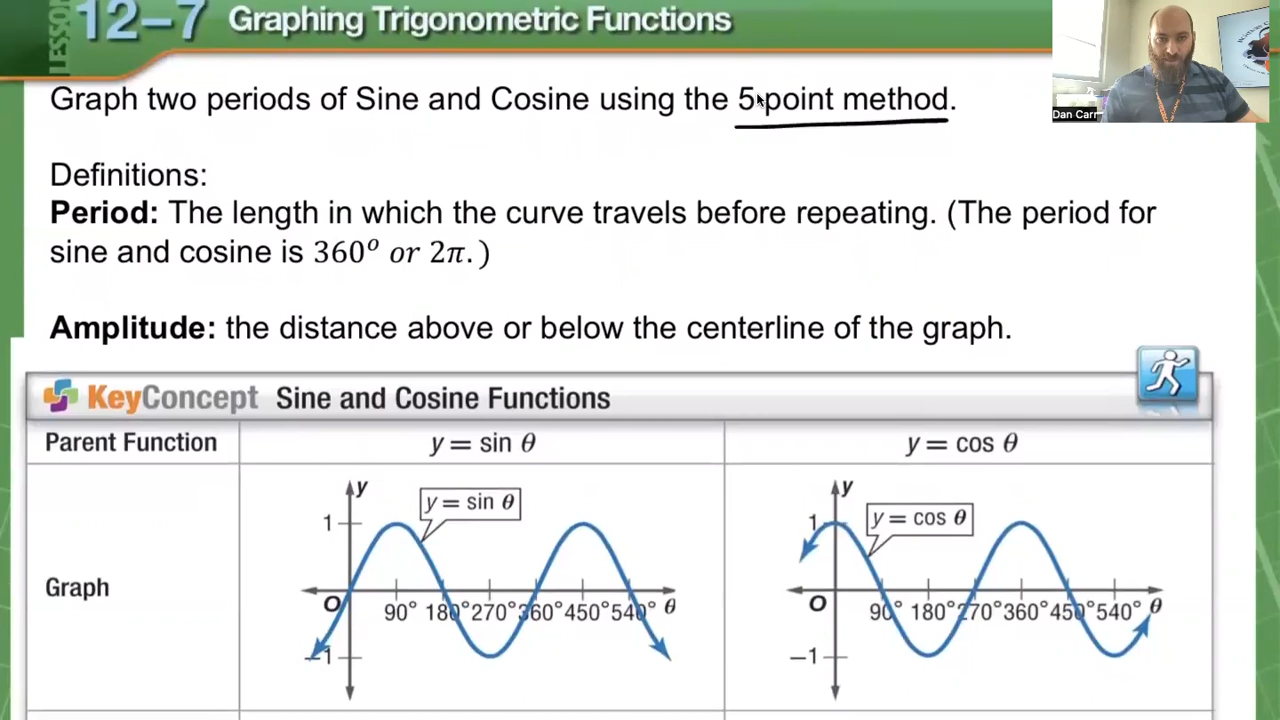 LESSON 12–7 Graphing Trigonometric Functions
Graph two periods of Sine and Cosine using the 5-point method.
Dan Carr
Definitions:
Period: The length in which the curve travels before repeating. (The period for
sine and cosine is 360° or 2π.)
Amplitude: the distance above or below the centerline of the graph.
KeyConcept Sine and Cosine Functions
Parent Function
y = sin θ
y = cos θ
Graph
y
y = sin θ
1
O
90° 180° 270° 360° 450° 540° θ
–1
y
y = cos θ
1
O
90° 180° 270° 360° 450° 540° θ
–1